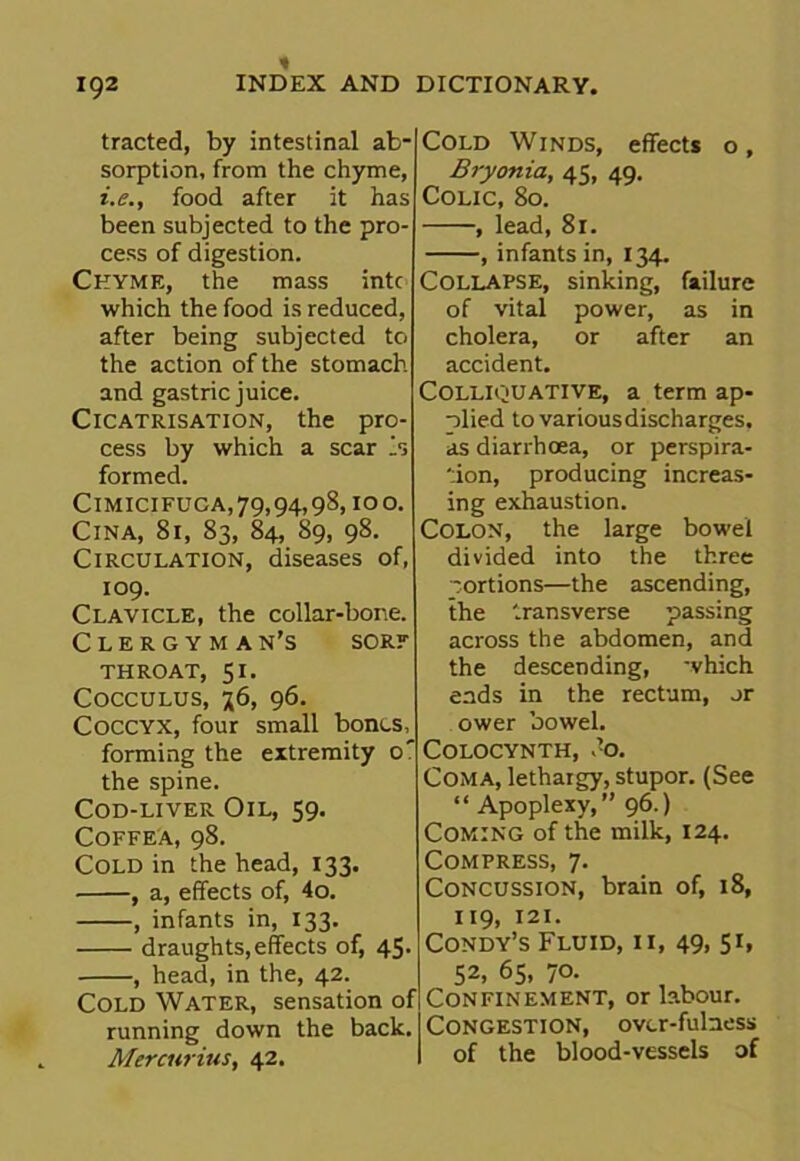 192 INDEX AND DICTIONARY.
tracted, by intestinal ab-
sorption, from the chyme,
i.e., food after it has
been subjected to the pro-
cess of digestion.
CHYME, the mass into
which the food is reduced,
after being subjected to
the action of the stomach
and gastric juice.
CICATRISATION, the pro-
cess by which a scar is
formed.
CIMICIFUGA, 79, 94, 98, 100.
CINA, 81, 83, 84, 89, 98.
CIRCULATION, diseases of,
109.
CLAVICLE, the collar-bone.
CLERGYMAN'S SORE
THROAT, 51.
COCCULUS, 76, 96.
COCCYX, four small bones,
forming the extremity of
the spine.
COD-LIVER OIL, 59.
COFFEA, 98.
COLD in the head, 133.
——, a, effects of, 40.
——, infants in, 133.
—— draughts, effects of, 45.
——, head, in the, 42.
COLD WATER, sensation of
running down the back.
Mercurius, 42.
COLD WINDS, effects o,
Bryonia, 45, 49.
COLIC, 80.
——, lead, 81.
——, infants in, 134.
COLLAPSE, sinking, failure
of vital power, as in
cholera, or after an
accident.
COLLIQUATIVE, a term ap-
plied to various discharges,
as diarrhœa, or perspira-
tion, producing increas-
ing exhaustion.
COLON, the large bowel
divided into the three
portions—the ascending,
the transverse passing
across the abdomen, and
the descending, which
ends in the rectum, or
ower bowel.
COLOCYNTH,
COMA, lethargy, stupor. (See
“Apoplexy,” 96.)
COMING of the milk, 124.
COMPRESS, 7.
CONCUSSION, brain of, 18,
119, 121.
CONDY'S FLUID, 11, 49, 51,
52, 65, 70.
CONFINEMENT, or labour.
CONGESTION, over-fulness
of the blood-vessels of